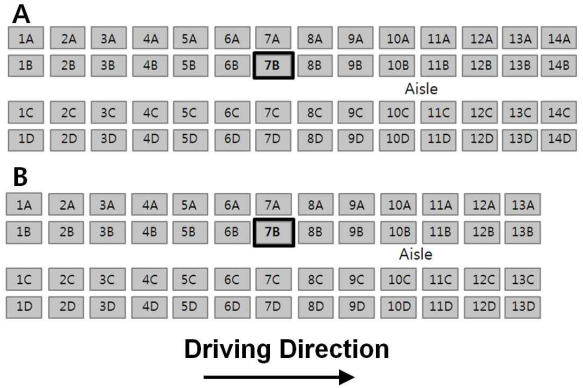 A
1A 2A 3A 4A 5A 6A 7A 8A 9A 10A 11A 12A 13A 14A
1B 2B 3B 4B 5B 6B 7B 8B 9B 10B 11B 12B 13B 14B
Aisle
1C 2C 3C 4C 5C 6C 7C 8C 9C 10C 11C 12C 13C 14C
1D 2D 3D 4D 5D 6D 7D 8D 9D 10D 11D 12D 13D 14D
B
1A 2A 3A 4A 5A 6A 7A 8A 9A 10A 11A 12A 13A
1B 2B 3B 4B 5B 6B 7B 8B 9B 10B 11B 12B 13B
Aisle
1C 2C 3C 4C 5C 6C 7C 8C 9C 10C 11C 12C 13C
1D 2D 3D 4D 5D 6D 7D 8D 9D 10D 11D 12D 13D
Driving Direction